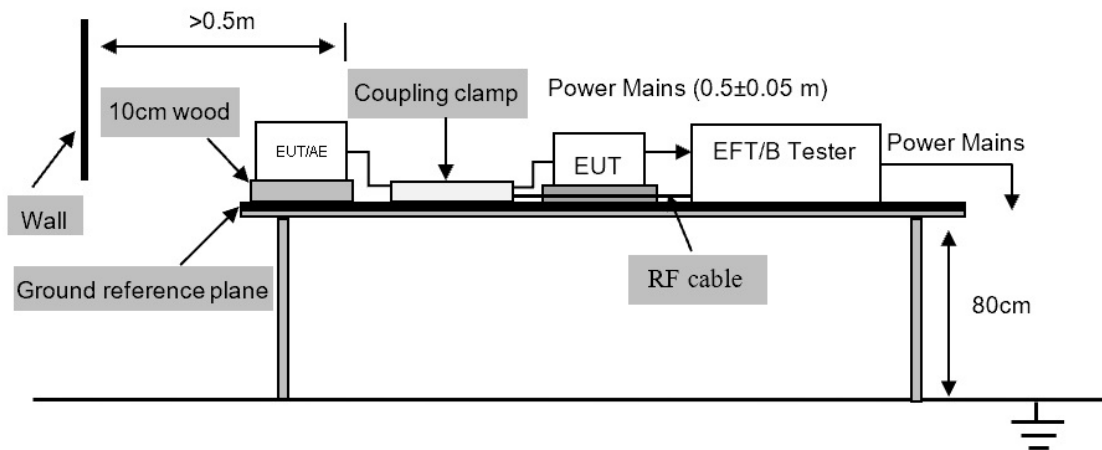 >0.5m
Coupling clamp
Power Mains (0.5±0.05 m)
10cm wood
EUT/AE
EUT
EFT/B Tester
Power Mains
Wall
Ground reference plane
RF cable
80cm